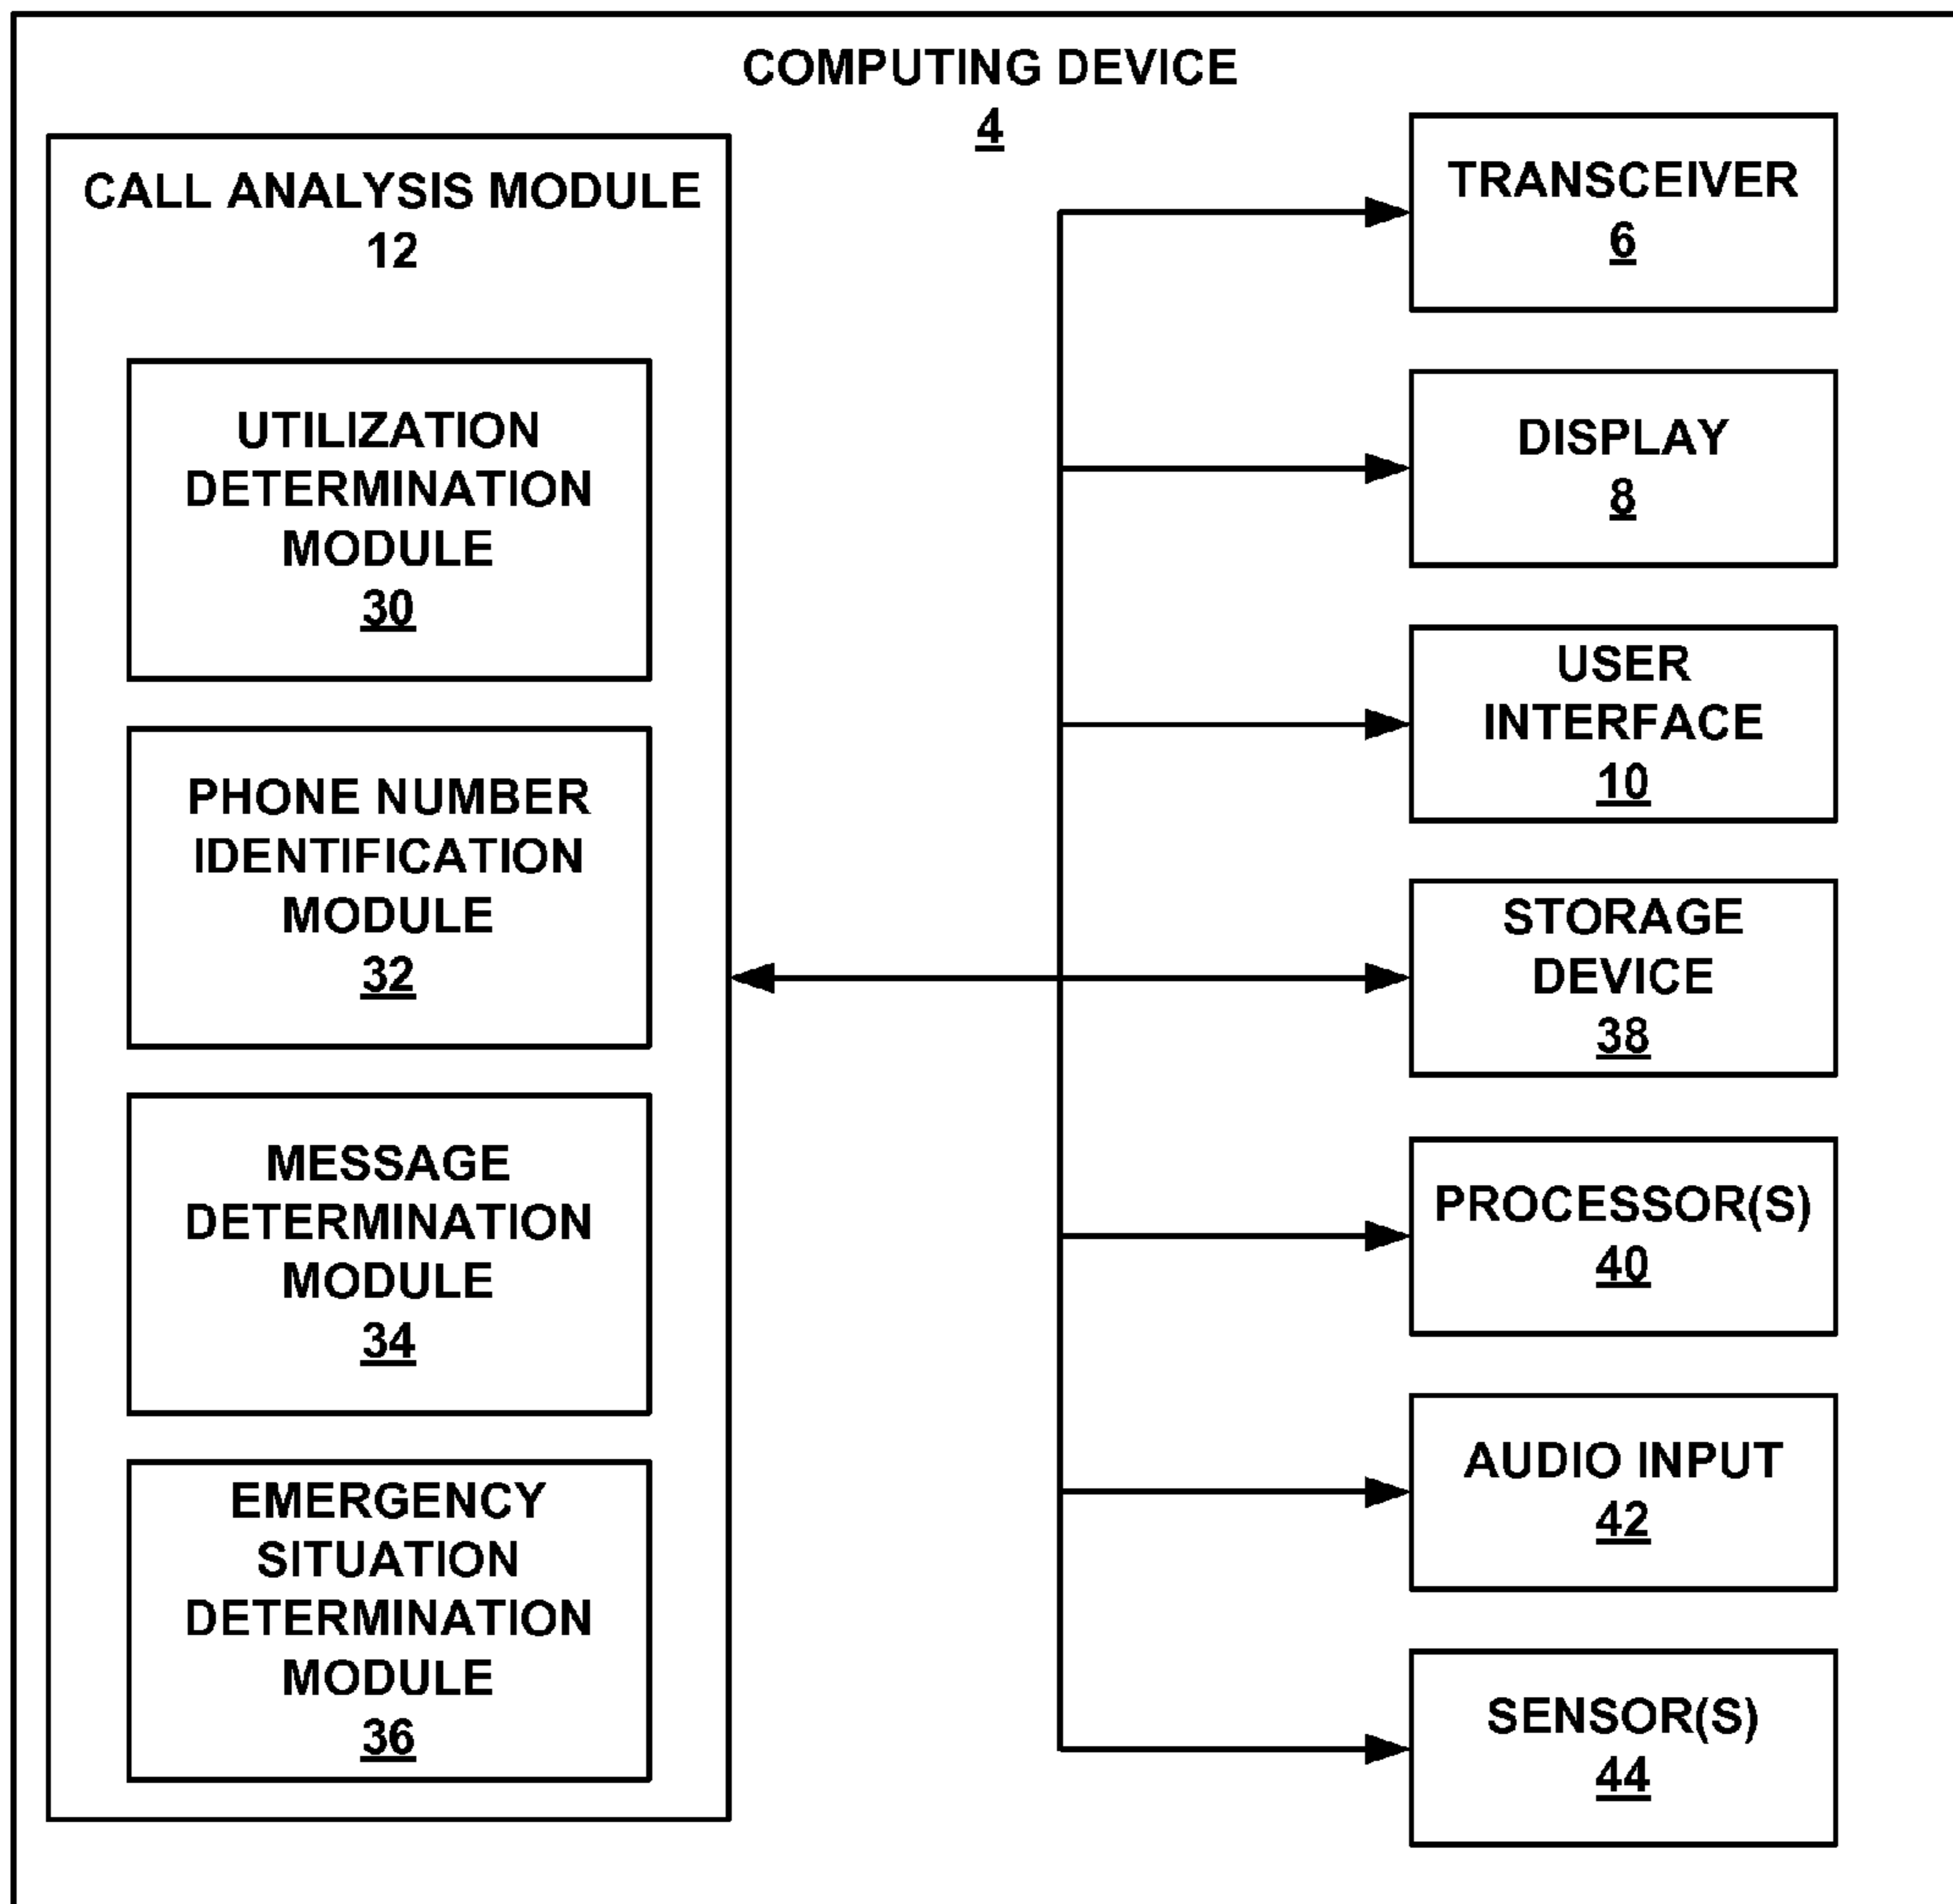 COMPUTING DEVICE
4
CALL ANALYSIS MODULE
12
UTILIZATION
DETERMINATION
MODULE
30
PHONE NUMBER
IDENTIFICATION
MODULE
32
MESSAGE
DETERMINATION
MODULE
34
EMERGENCY
SITUATION
DETERMINATION
MODULE
36
TRANSCEIVER
6
DISPLAY
8
USER
INTERFACE
10
STORAGE
DEVICE
38
PROCESSOR(S)
40
AUDIO INPUT
42
SENSOR(S)
44